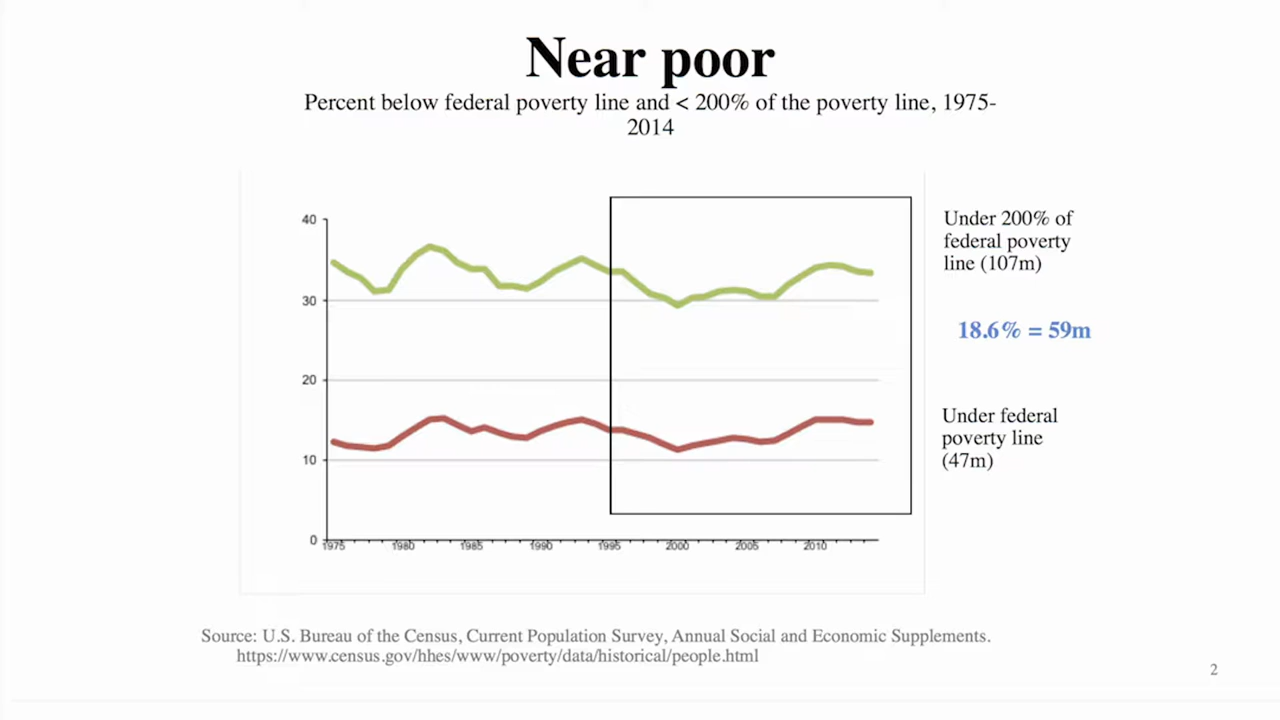 Near poor
Percent below federal poverty line and < 200% of the poverty line, 1975-
2014
40
30
20
10
0
1975
1980
1985
1990
1995
2000
2005
2010
Under 200% of
federal poverty
line (107m)
18.6% = 59m
Under federal
poverty line
(47m)
Source: U.S. Bureau of the Census, Current Population Survey, Annual Social and Economic Supplements.
https://www.census.gov/hhes/www/poverty/data/historical/people.html
2